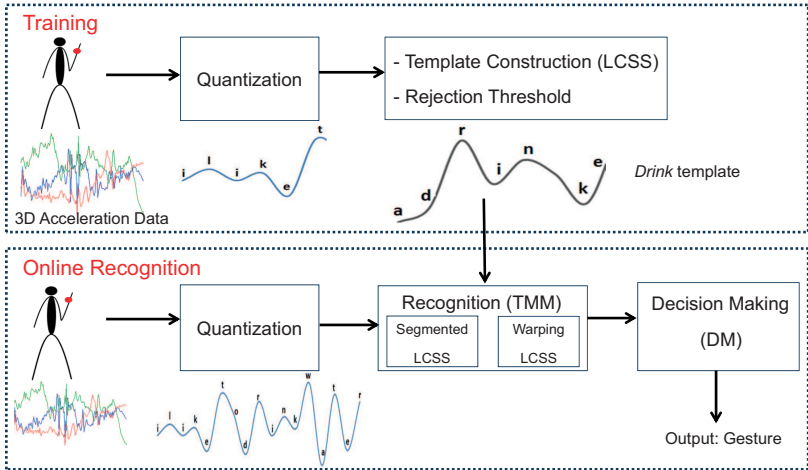 Training
Quantization
- Template Construction (LCSS)
- Rejection Threshold
i l i k e t
a d r i n k e
Drink template
3D Acceleration Data
Online Recognition
Quantization
Recognition (TMM)
Segmented
LCSS
Warping
LCSS
Decision Making
(DM)
i l i k e t o d r i n k w a t e r
Output: Gesture